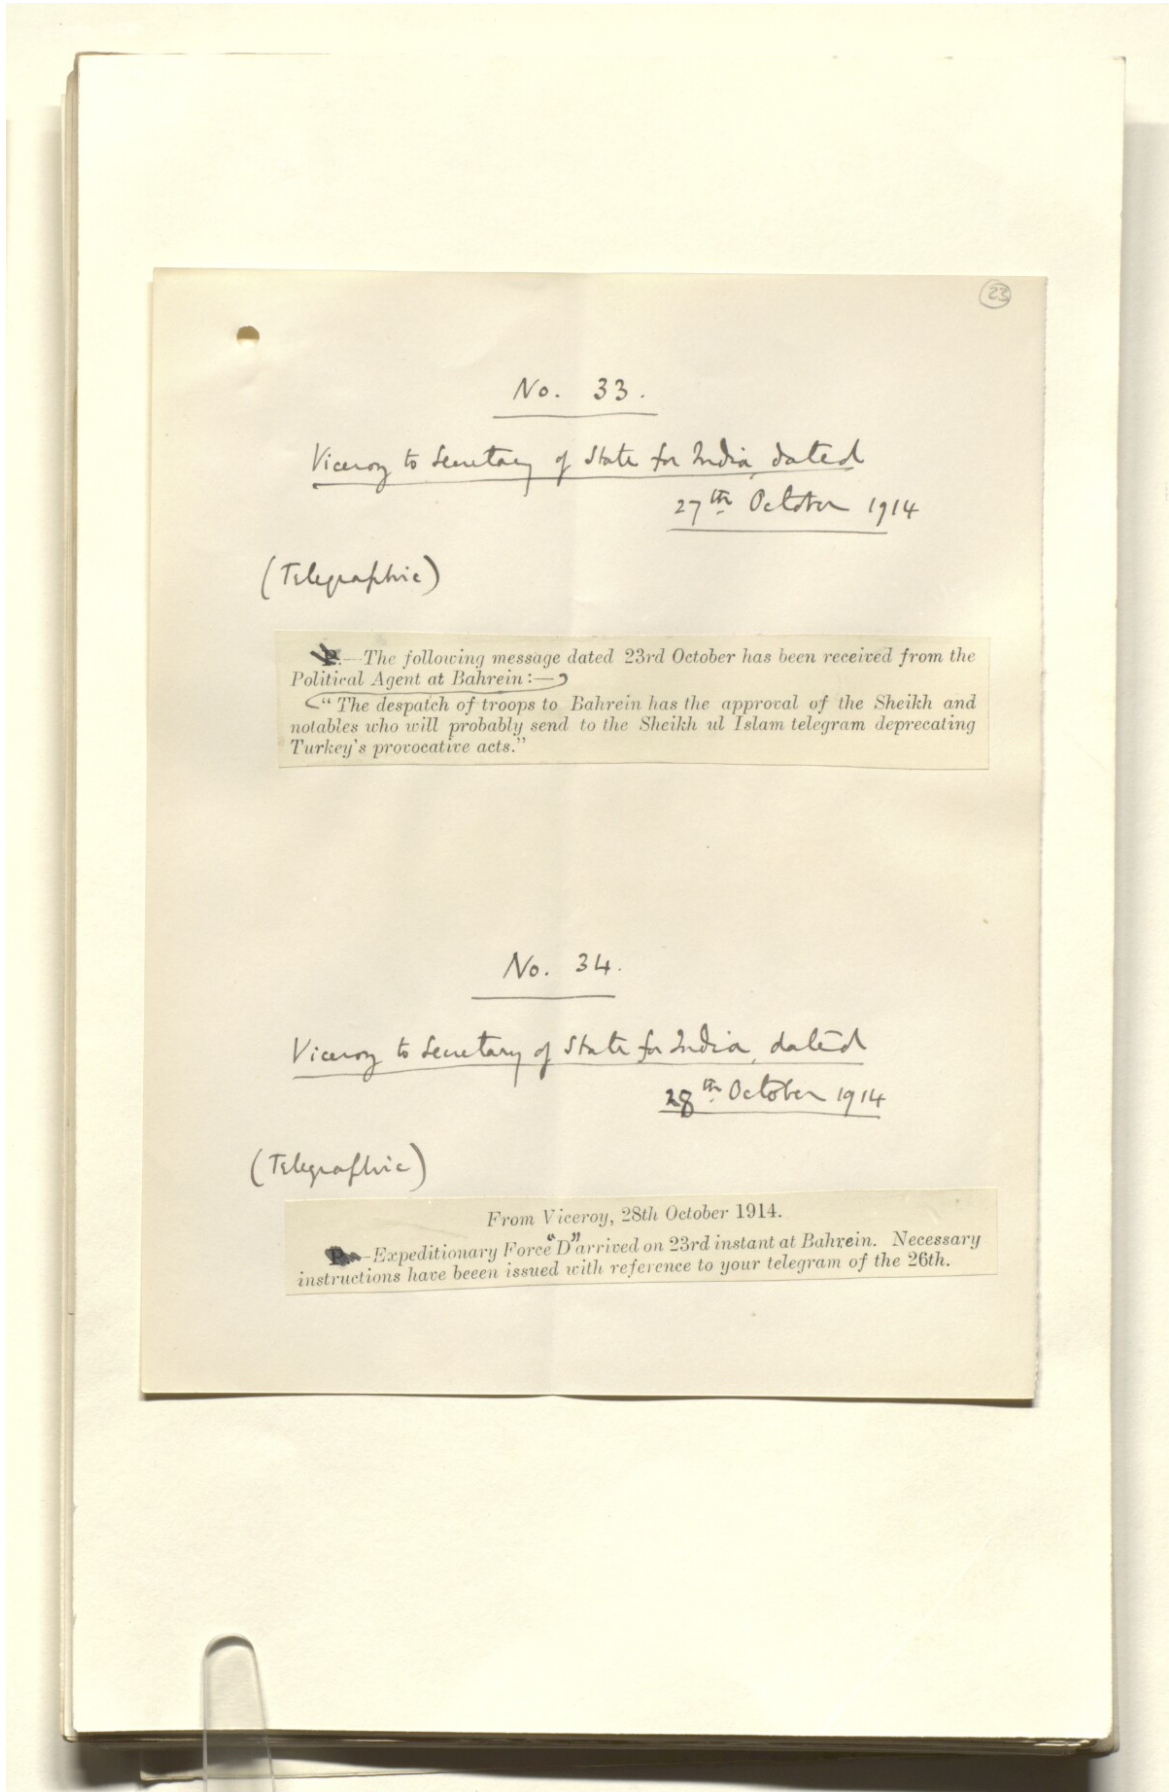 23
No. 33.
Viceroy to Secretary of State for India, dated
27th October 1914
(Telegraphic)
P.—The following message dated 23rd October has been received from the
Political Agent at Bahrein:—
"The despatch of troops to Bahrein has the approval of the Sheikh and
notables who will probably send to the Sheikh ul Islam telegram deprecating
Turkey's provocative acts."
No. 34.
Viceroy to Secretary of State for India, dated
28th October 1914
(Telegraphic)
From Viceroy, 28th October 1914.
P.—Expeditionary Force "D" arrived on 23rd instant at Bahrein. Necessary
instructions have beeen issued with reference to your telegram of the 26th.